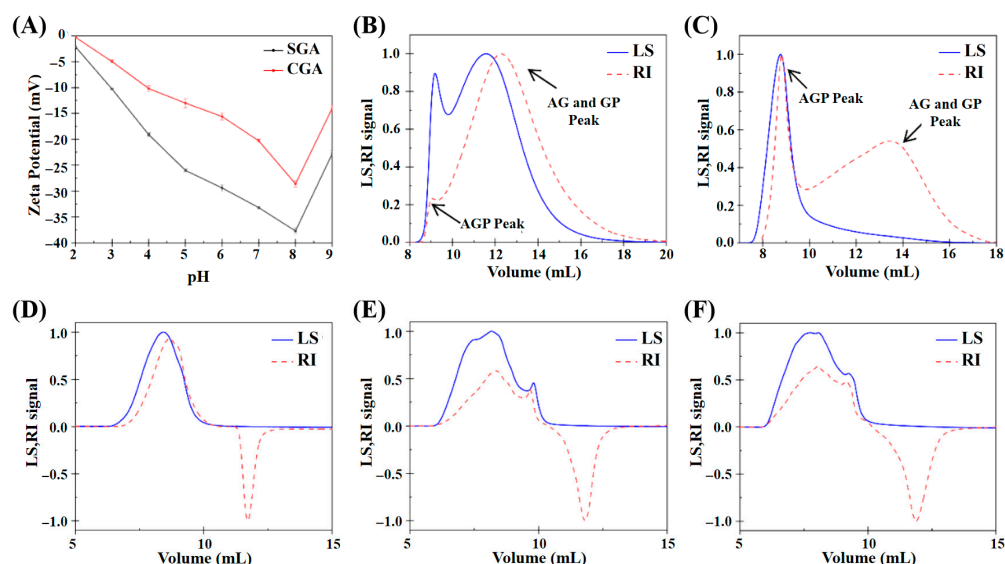 (A)
0
−5
−10
−15
−20
−25
−30
−35
−40
Zeta Potential (mV)
SGA
CGA
2 3 4 5 6 7 8 9
pH
(B)
1.0
0.8
0.6
0.4
0.2
0.0
LS,RI signal
LS
RI
AG and GP
Peak
AGP Peak
8 10 12 14 16 18 20
Volume (mL)
(C)
1.0
0.8
0.6
0.4
0.2
0.0
LS,RI signal
LS
RI
AGP Peak
AG and GP
Peak
8 10 12 14 16 18
Volume (mL)
(D)
1.0
0.5
0.0
−0.5
−1.0
LS,RI signal
LS
RI
5 10 15
Volume (mL)
(E)
1.0
0.5
0.0
−0.5
−1.0
LS,RI signal
LS
RI
5 10 15
Volume (mL)
(F)
1.0
0.5
0.0
−0.5
−1.0
LS,RI signal
LS
RI
5 10 15
Volume (mL)